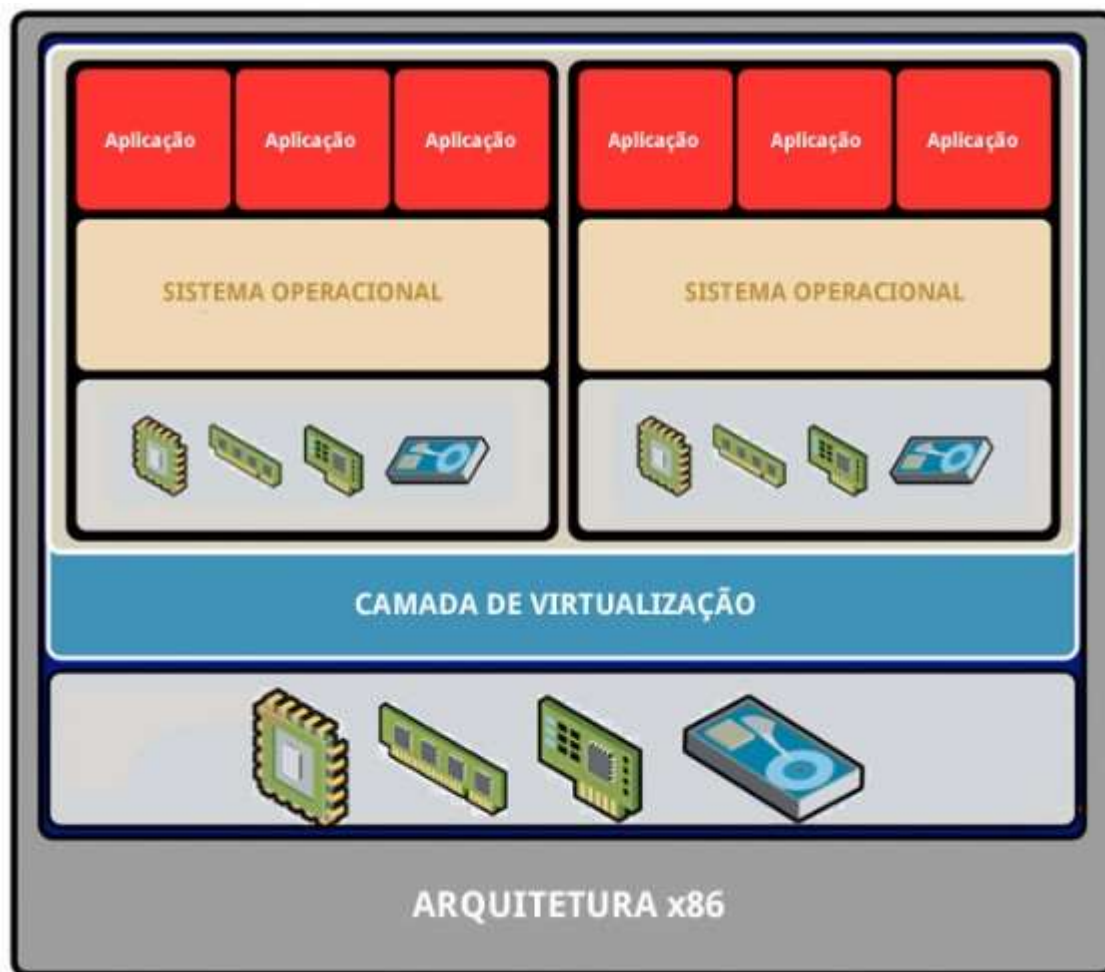 Aplicação Aplicação Aplicação Aplicação Aplicação Aplicação
SISTEMA OPERACIONAL SISTEMA OPERACIONAL
CAMADA DE VIRTUALIZAÇÃO
ARQUITETURA x86